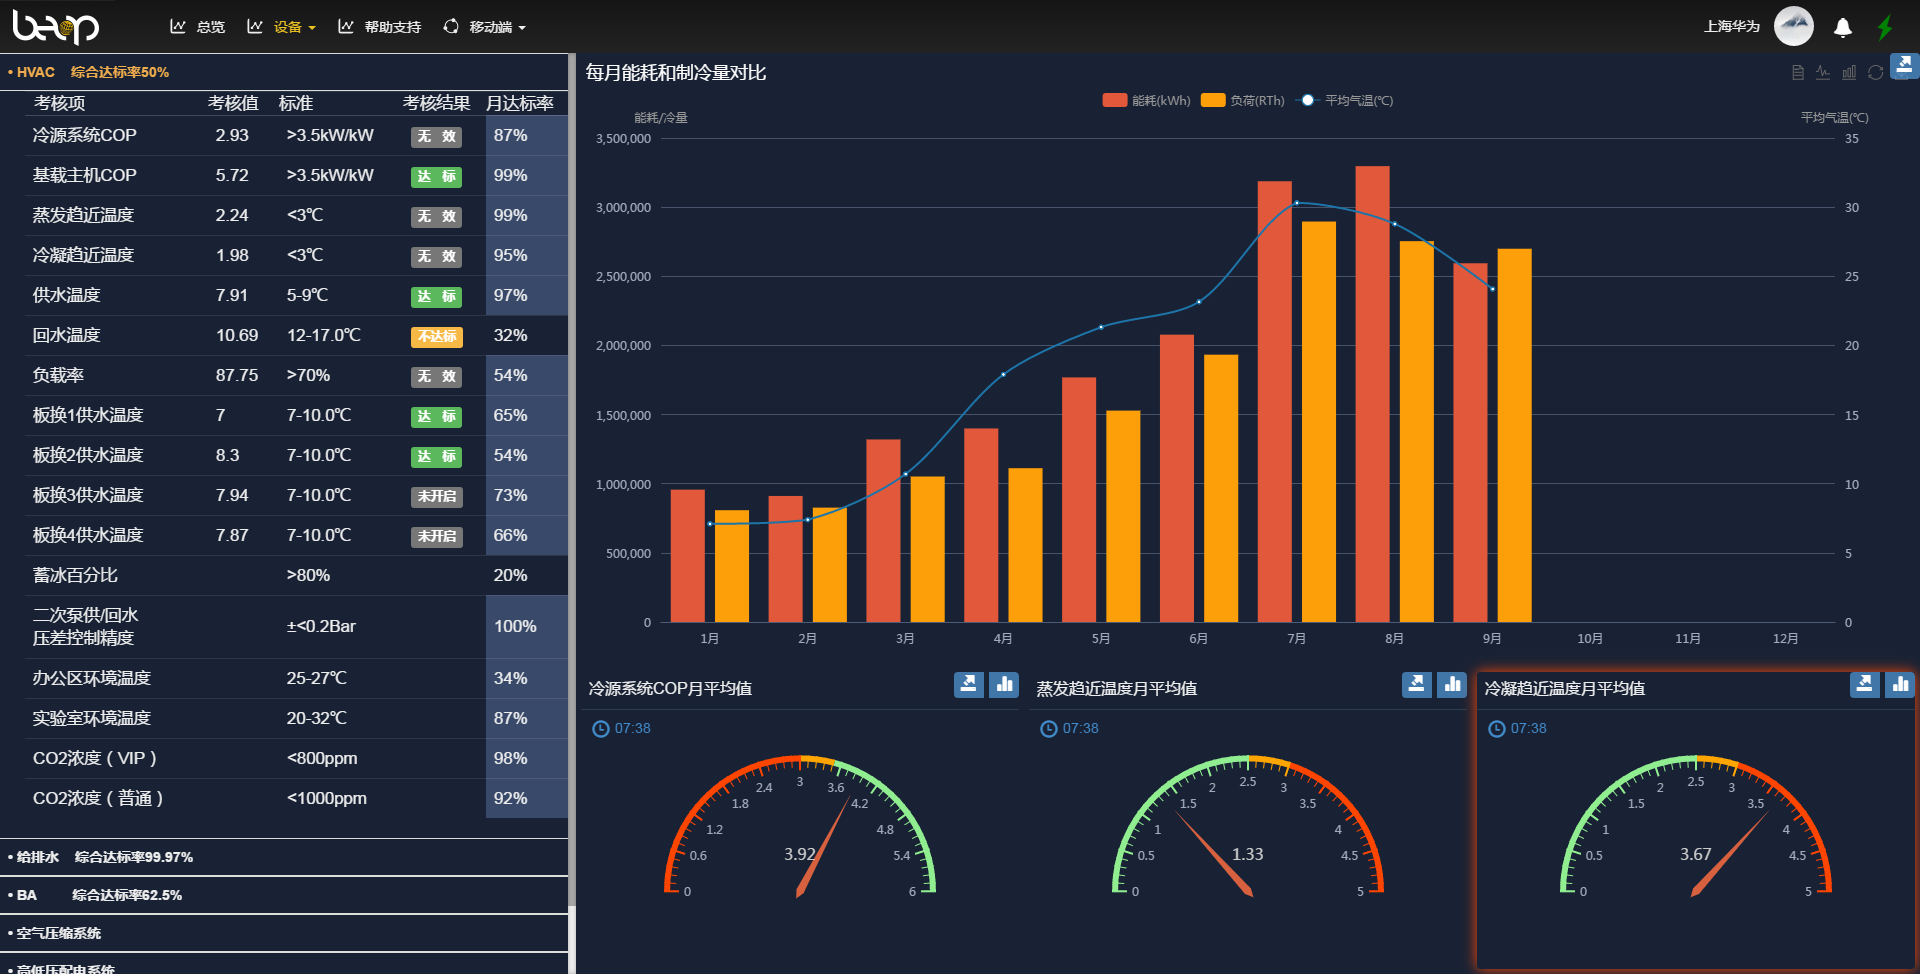 beop
总览 设备 帮助支持 移动端 上海华为
• HVAC 综合达标率50%
考核项 考核值 标准 考核结果 月达标率
冷源系统COP 2.93 >3.5kW/kW 无 效 87%
基载主机COP 5.72 >3.5kW/kW 达 标 99%
蒸发趋近温度 2.24 <3℃ 无 效 99%
冷凝趋近温度 1.98 <3℃ 无 效 95%
供水温度 7.91 5-9℃ 达 标 97%
回水温度 10.69 12-17.0℃ 不达标 32%
负载率 87.75 >70% 无 效 54%
板换1供水温度 7 7-10.0℃ 达 标 65%
板换2供水温度 8.3 7-10.0℃ 达 标 54%
板换3供水温度 7.94 7-10.0℃ 未开启 73%
板换4供水温度 7.87 7-10.0℃ 未开启 66%
蓄冰百分比 >80% 20%
二次泵供/回水
压差控制精度 ±<0.2Bar 100%
办公区环境温度 25-27℃ 34%
实验室环境温度 20-32℃ 87%
CO2浓度（VIP） <800ppm 98%
CO2浓度（普通） <1000ppm 92%
• 给排水 综合达标率99.97%
• BA 综合达标率62.5%
• 空气压缩系统
• 高低压配电系统
每月能耗和制冷量对比
能耗(kWh) 负荷(RTh) 平均气温(℃)
能耗/冷量 平均气温(℃)
3,500,000 35
3,000,000 30
2,500,000 25
2,000,000 20
1,500,000 15
1,000,000 10
500,000 5
0 0
1月 2月 3月 4月 5月 6月 7月 8月 9月 10月 11月 12月
冷源系统COP月平均值
07:38
0 0.6 1.2 1.8 2.4 3 3.6 4.2 4.8 5.4 6
3.92
蒸发趋近温度月平均值
07:38
0 0.5 1 1.5 2 2.5 3 3.5 4 4.5 5
1.33
冷凝趋近温度月平均值
07:38
0 0.5 1 1.5 2 2.5 3 3.5 4 4.5 5
3.67